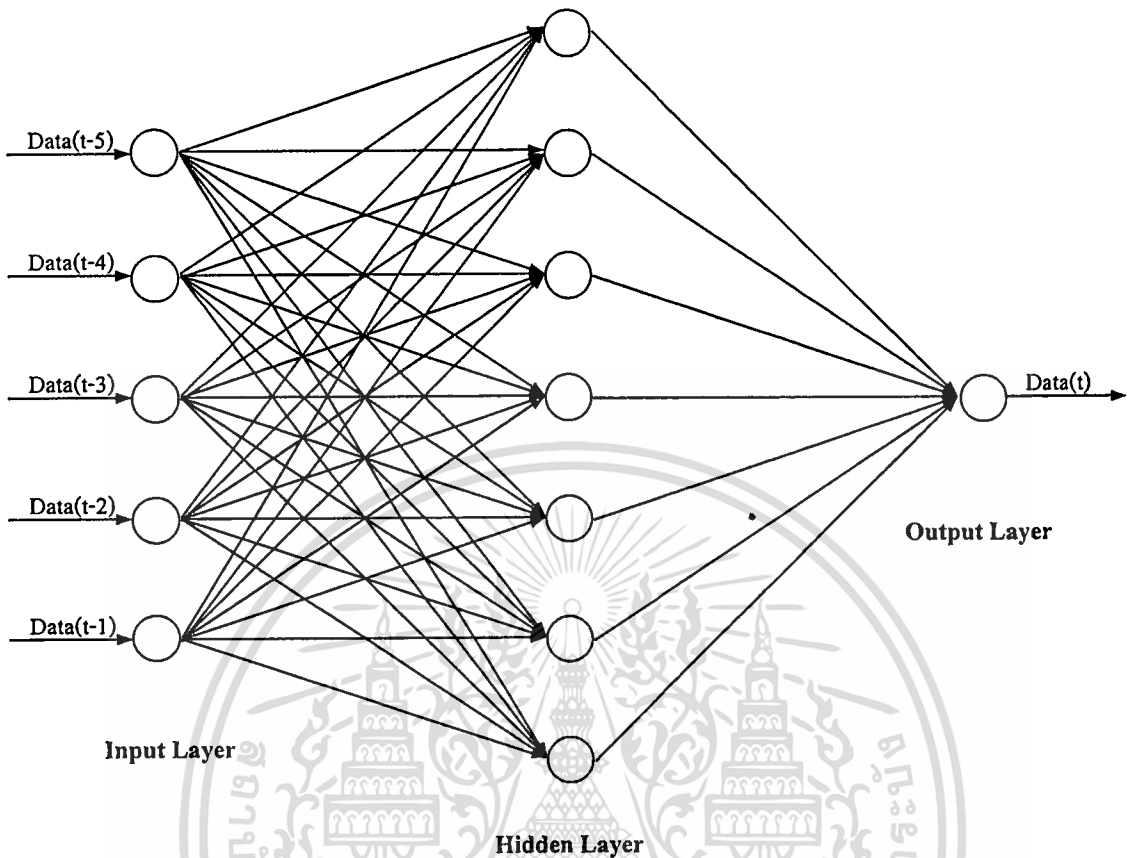 Data(t-5)
Data(t-4)
Data(t-3)
Data(t-2)
Data(t-1)
Data(t)
Input Layer
Hidden Layer
Output Layer